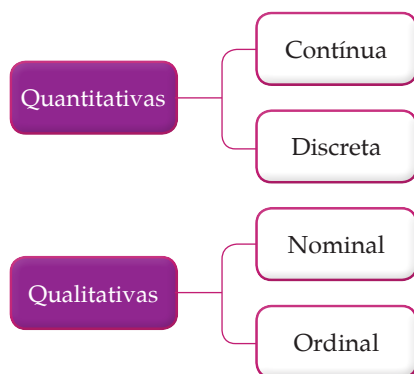 Quantitativas
Contínua
Discreta
Qualitativas
Nominal
Ordinal